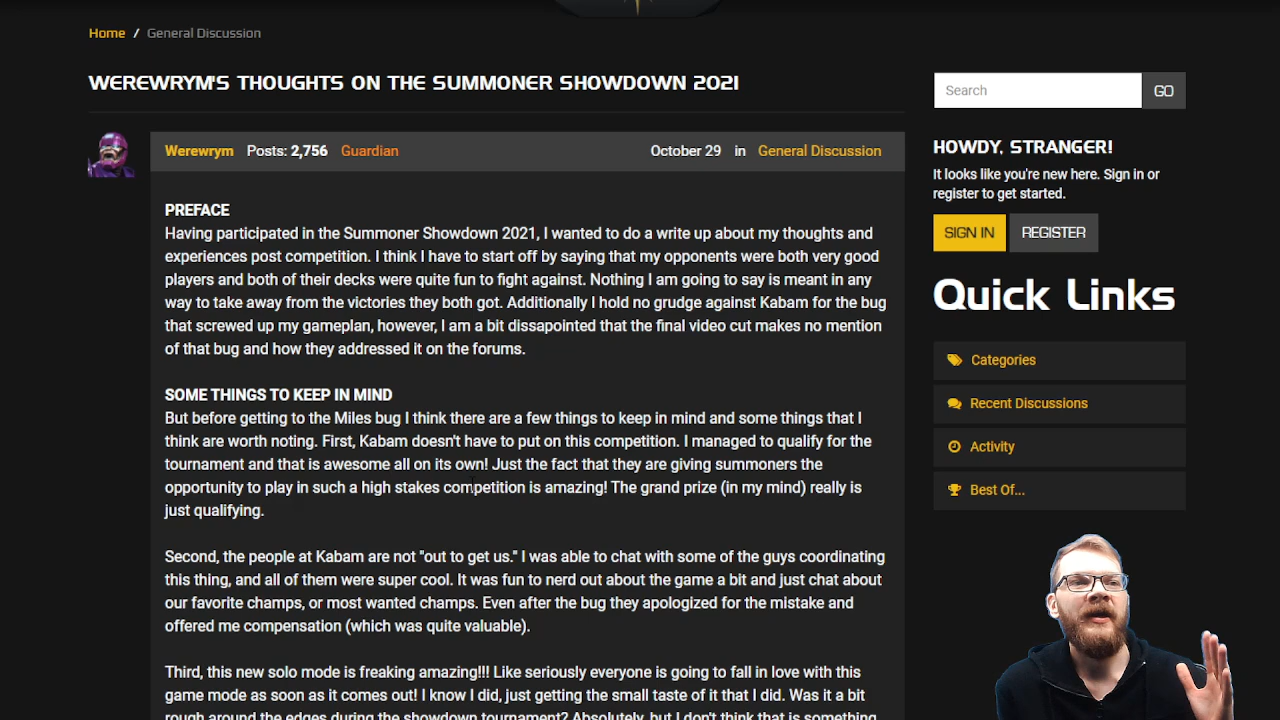 Home / General Discussion
WEREWRYM'S THOUGHTS ON THE SUMMONER SHOWDOWN 2021
Search
GO
Werewrym Posts: 2,756 Guardian October 29 in General Discussion
HOWDY, STRANGER!
It looks like you're new here. Sign in or
register to get started.
SIGN IN REGISTER
Quick Links
Categories
Recent Discussions
Activity
Best Of...
PREFACE
Having participated in the Summoner Showdown 2021, I wanted to do a write up about my thoughts and
experiences post competition. I think I have to start off by saying that my opponents were both very good
players and both of their decks were quite fun to fight against. Nothing I am going to say is meant in any
way to take away from the victories they both got. Additionally I hold no grudge against Kabam for the bug
that screwed up my gameplan, however, I am a bit dissapointed that the final video cut makes no mention
of that bug and how they addressed it on the forums.
SOME THINGS TO KEEP IN MIND
But before getting to the Miles bug I think there are a few things to keep in mind and some things that I
think are worth noting. First, Kabam doesn't have to put on this competition. I managed to qualify for the
tournament and that is awesome all on its own! Just the fact that they are giving summoners the
opportunity to play in such a high stakes competition is amazing! The grand prize (in my mind) really is
just qualifying.
Second, the people at Kabam are not "out to get us." I was able to chat with some of the guys coordinating
this thing, and all of them were super cool. It was fun to nerd out about the game a bit and just chat about
our favorite champs, or most wanted champs. Even after the bug they apologized for the mistake and
offered me compensation (which was quite valuable).
Third, this new solo mode is freaking amazing!!! Like seriously everyone is going to fall in love with this
game mode as soon as it comes out! I know I did, just getting the small taste of it that I did. Was it a bit
rough around the edges during the showdown tournament? Absolutely, but I don't think that is something